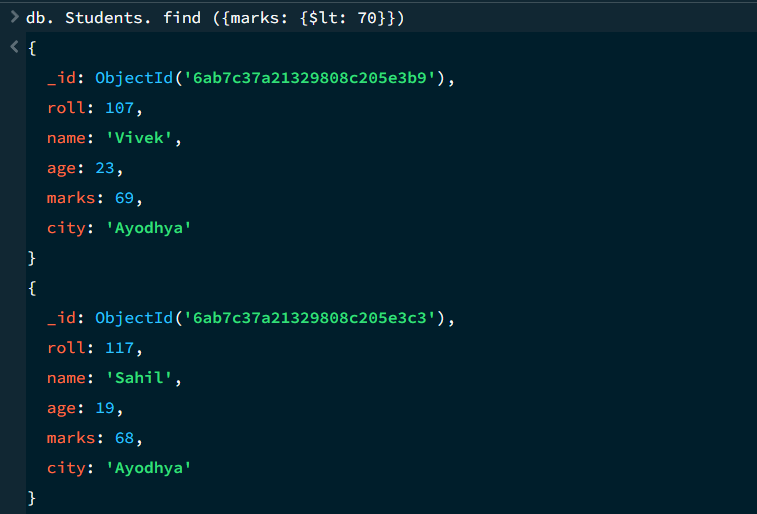 db. Students. find ({marks: {$lt: 70}})
{
_id: ObjectId('6ab7c37a21329808c205e3b9'),
roll: 107,
name: 'Vivek',
age: 23,
marks: 69,
city: 'Ayodhya'
}
{
_id: ObjectId('6ab7c37a21329808c205e3c3'),
roll: 117,
name: 'Sahil',
age: 19,
marks: 68,
city: 'Ayodhya'
}